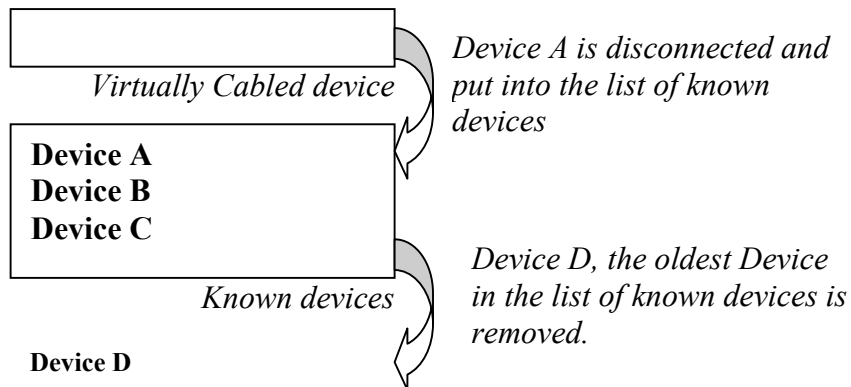 Virtually Cabled device
Device A is disconnected and
put into the list of known
devices
Device A
Device B
Device C
Known devices
Device D, the oldest Device
in the list of known devices is
removed.
Device D